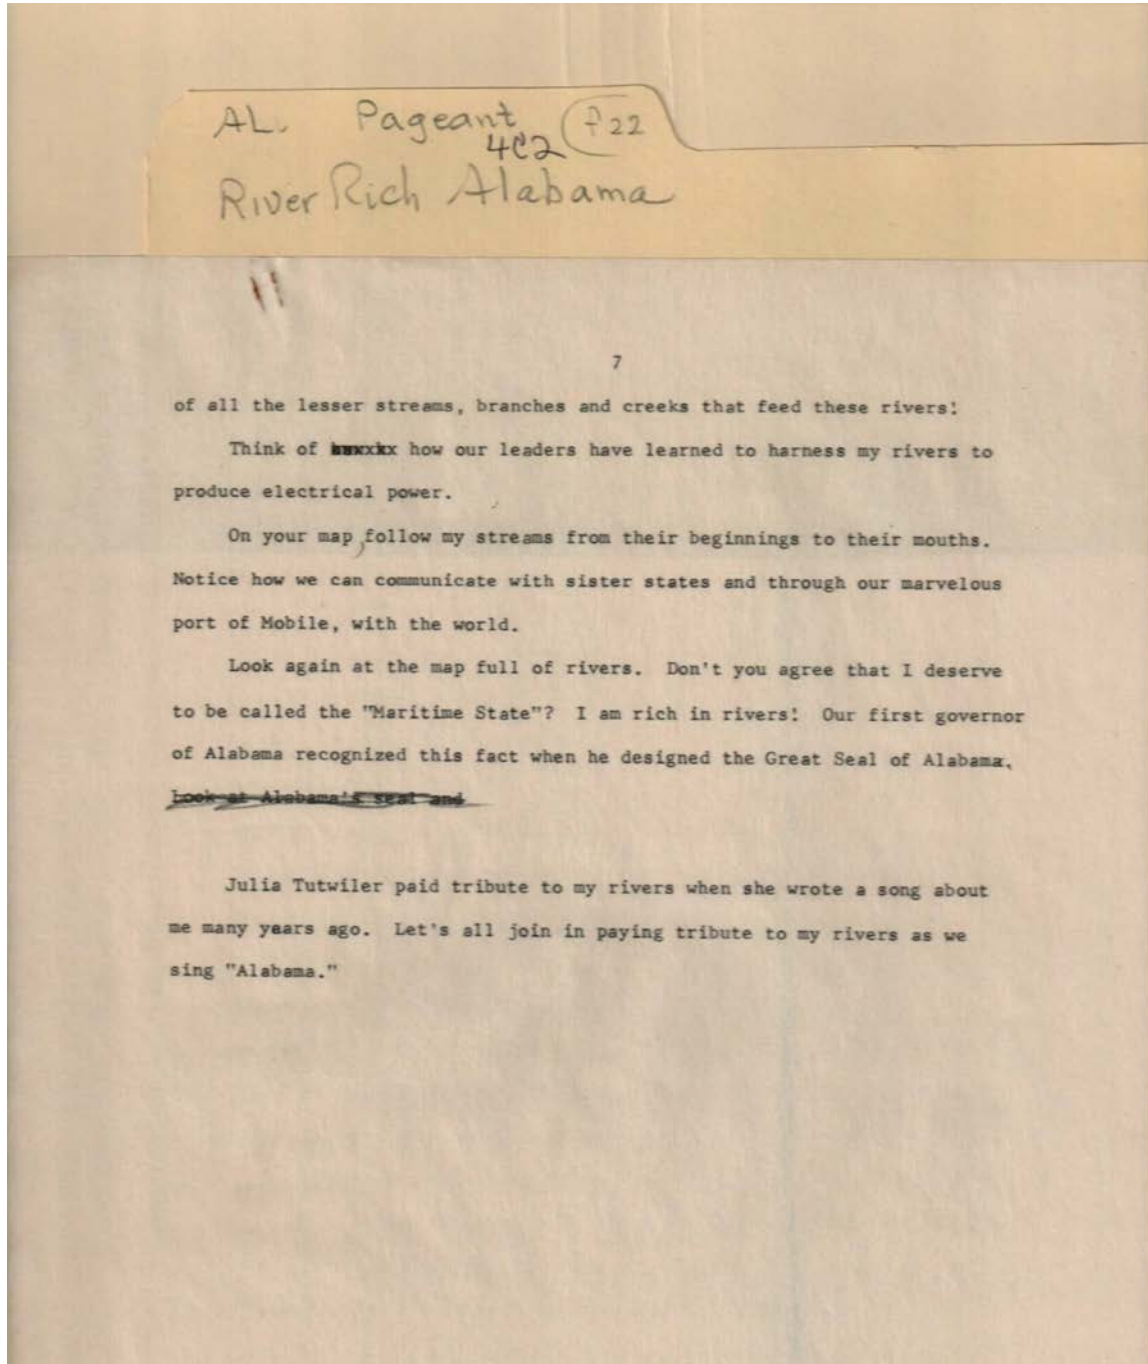 AL. Pageant P22
4C2
River Rich Alabama
7
of all the lesser streams, branches and creeks that feed these rivers!
Think of how our leaders have learned to harness my rivers to
produce electrical power.
On your map, follow my streams from their beginnings to their mouths.
Notice how we can communicate with sister states and through our marvelous
port of Mobile, with the world.
Look again at the map full of rivers.  Don't you agree that I deserve
to be called the "Maritime State"?  I am rich in rivers!  Our first governor
of Alabama recognized this fact when he designed the Great Seal of Alabama.
Look at Alabama's seal and
Julia Tutwiler paid tribute to my rivers when she wrote a song about
me many years ago.  Let's all join in paying tribute to my rivers as we
sing "Alabama."